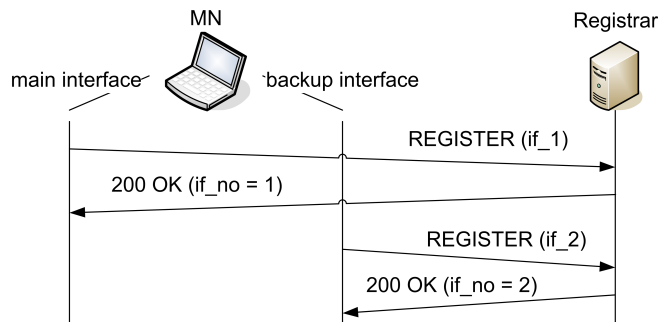 MN
Registrar
main interface
backup interface
REGISTER (if_1)
200 OK (if_no = 1)
REGISTER (if_2)
200 OK (if_no = 2)